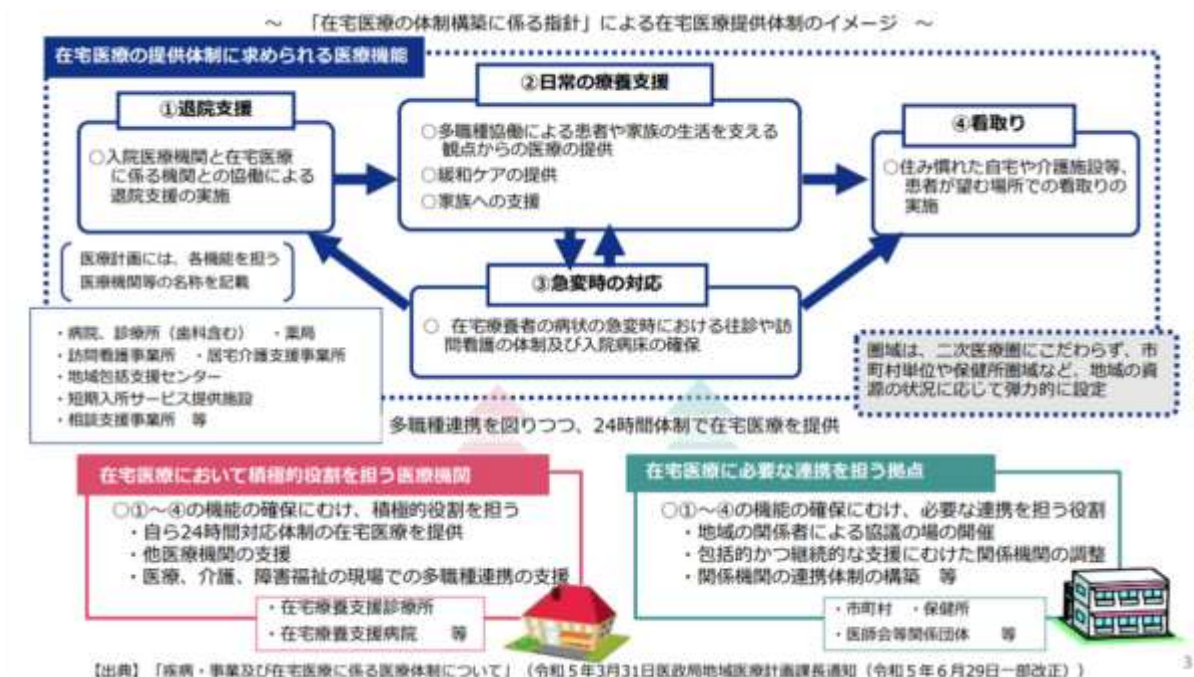 ～ 「在宅医療の体制構築に係る指針」による在宅医療提供体制のイメージ ～
在宅医療の提供体制に求められる医療機能
①退院支援
○入院医療機関と在宅医療
に係る機関との協働による
退院支援の実施
②日常の療養支援
○多職種協働による患者や家族の生活を支える
観点からの医療の提供
○緩和ケアの提供
○家族への支援
④看取り
○住み慣れた自宅や介護施設等、
患者が望む場所での看取りの
実施
医療計画には、各機能を担う
医療機関等の名称を記載
③急変時の対応
○ 在宅療養者の病状の急変時における往診や訪
問看護の体制及び入院病床の確保
・病院、診療所（歯科含む） ・薬局
・訪問看護事業所 ・居宅介護支援事業所
・地域包括支援センター
・短期入所サービス提供施設
・相談支援事業所 等
圏域は、二次医療圏にこだわらず、市
町村単位や保健所圏域など、地域の資
源の状況に応じて弾力的に設定
多職種連携を図りつつ、24時間体制で在宅医療を提供
在宅医療において積極的役割を担う医療機関
○①～④の機能の確保にむけ、積極的役割を担う
・自ら24時間対応体制の在宅医療を提供
・他医療機関の支援
・医療、介護、障害福祉の現場での多職種連携の支援
・在宅療養支援診療所
・在宅療養支援病院 等
在宅医療に必要な連携を担う拠点
○①～④の機能の確保にむけ、必要な連携を担う役割
・地域の関係者による協議の場の開催
・包括的かつ継続的な支援にむけた関係機関の調整
・関係機関の連携体制の構築 等
・市町村 ・保健所
・医師会等関係団体 等
【出典】「疾病・事業及び在宅医療に係る医療体制について」（令和５年3月31日医政局地域医療計画課長通知（令和５年６月29日一部改正））
3